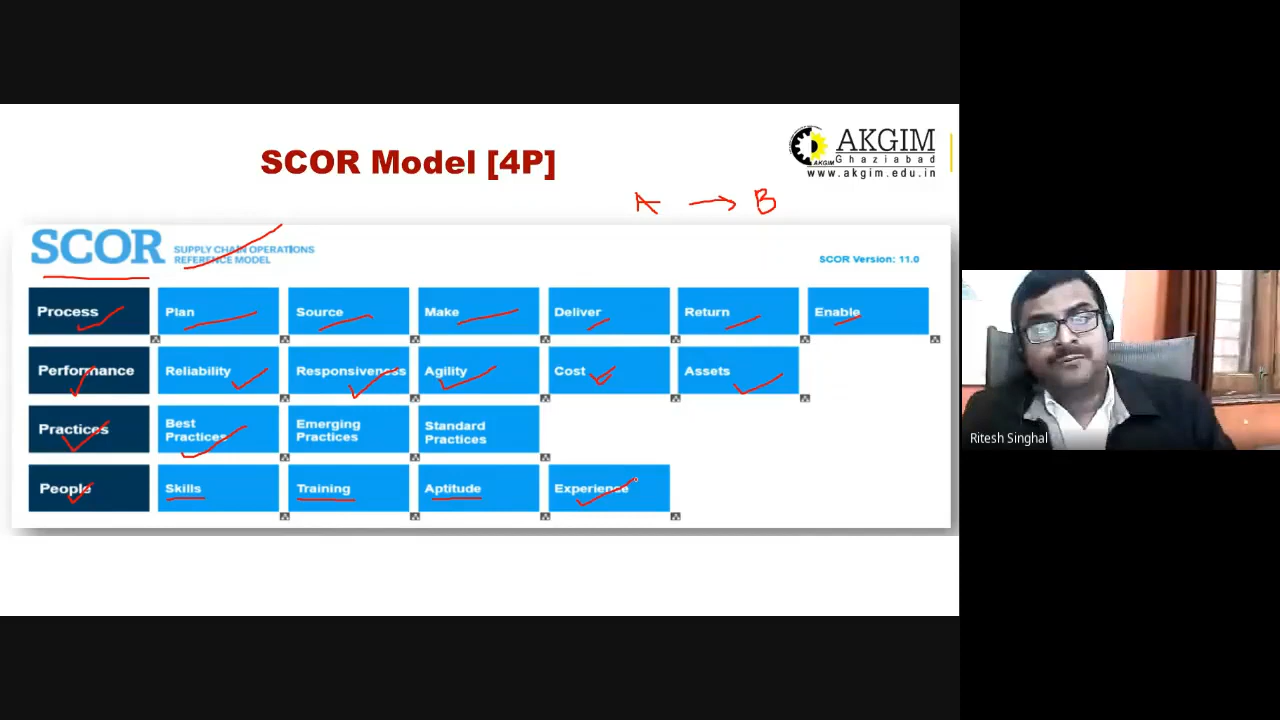 SCOR Model [4P]
AKGIM
AKGIM
Ghaziabad
www.akgim.edu.in
A → B
SCOR
SUPPLY CHAIN OPERATIONS
REFERENCE MODEL
SCOR Version: 11.0
Process Plan Source Make Deliver Return Enable
Performance Reliability Responsiveness Agility Cost Assets
Practices Best Practices Emerging Practices Standard Practices
People Skills Training Aptitude Experience
Ritesh Singhal